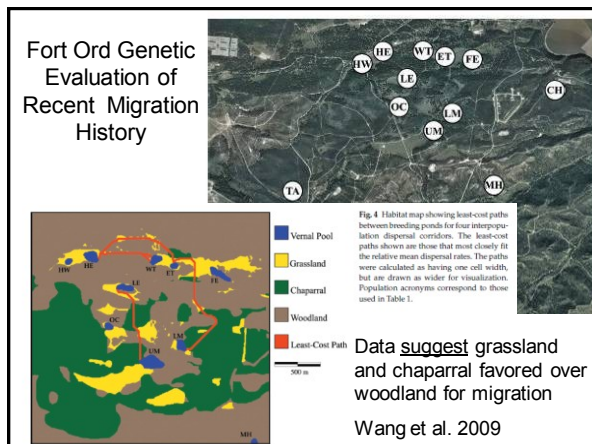 Fort Ord Genetic
Evaluation of
Recent Migration
History
HE
WT
ET
FE
HW
LE
CH
OC
LM
UM
TA
MH
Fig. 4 Habitat map showing least-cost paths
between breeding ponds for four interpopu-
lation dispersal corridors. The least-cost
paths shown are those that most closely fit
the relative mean dispersal rates. The paths
were calculated as having one cell width,
but are drawn as wider for visualization.
Population acronyms correspond to those
used in Table 1.
HW
HE
WT
ET
FE
LE
OC
LM
UM
MH
Vernal Pool
Grassland
Chaparral
Woodland
Least-Cost Path
500 m
Data suggest grassland
and chaparral favored over
woodland for migration
Wang et al. 2009